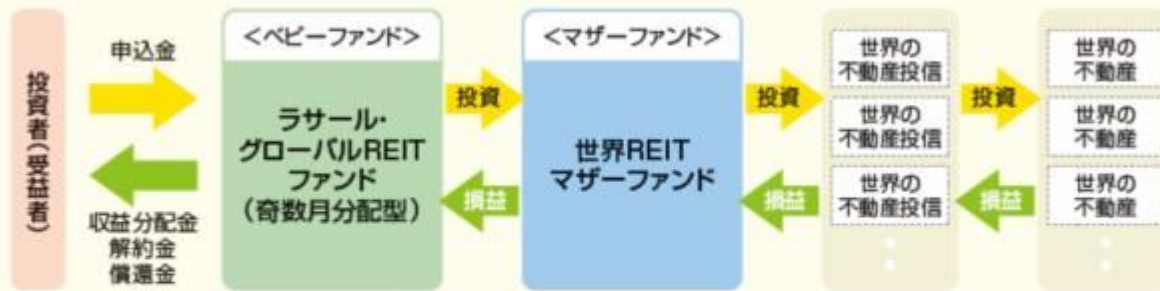 投資者(受益者)
申込金
収益分配金
解約金
償還金
<ベビーファンド>
ラサール・
グローバルREIT
ファンド
(奇数月分配型)
投資
損益
<マザーファンド>
世界REIT
マザーファンド
投資
損益
世界の
不動産投信
世界の
不動産投信
世界の
不動産投信
投資
損益
世界の
不動産
世界の
不動産
世界の
不動産